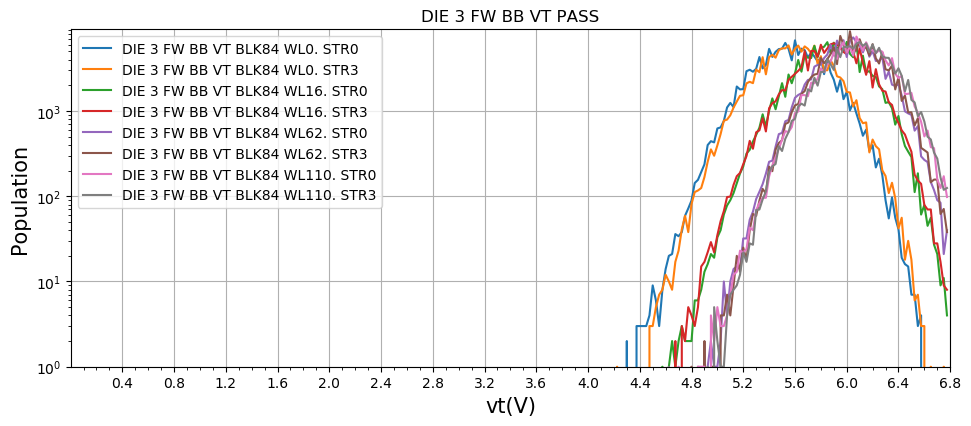 DIE 3 FW BB VT PASS
DIE 3 FW BB VT BLK84 WL0. STR0
DIE 3 FW BB VT BLK84 WL0. STR3
DIE 3 FW BB VT BLK84 WL16. STR0
DIE 3 FW BB VT BLK84 WL16. STR3
DIE 3 FW BB VT BLK84 WL62. STR0
DIE 3 FW BB VT BLK84 WL62. STR3
DIE 3 FW BB VT BLK84 WL110. STR0
DIE 3 FW BB VT BLK84 WL110. STR3
Population
10³
10²
10¹
10⁰
0.4 0.8 1.2 1.6 2.0 2.4 2.8 3.2 3.6 4.0 4.4 4.8 5.2 5.6 6.0 6.4 6.8
vt(V)